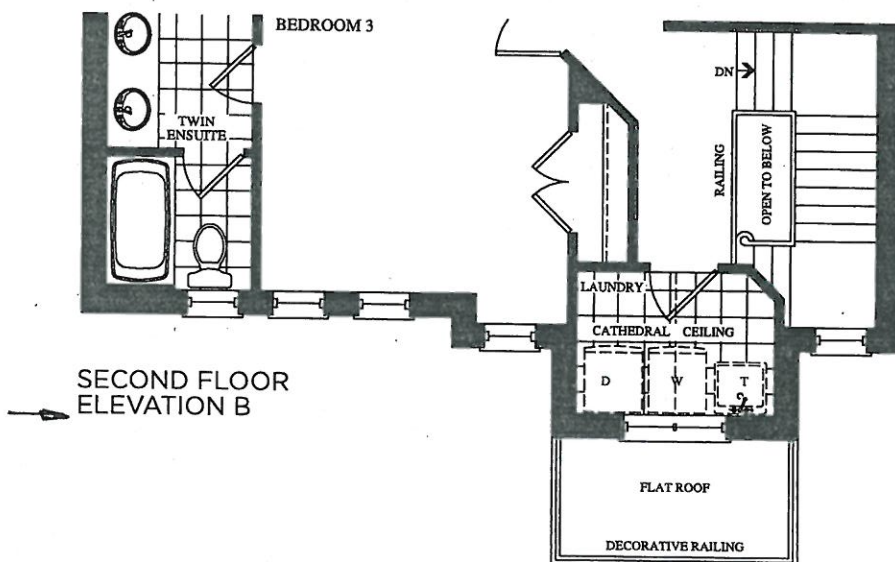 BEDROOM 3
DN
TWIN
ENSUITE
RAILING
OPEN TO BELOW
LAUNDRY
CATHEDRAL CEILING
D
W
T
SECOND FLOOR
ELEVATION B
FLAT ROOF
DECORATIVE RAILING